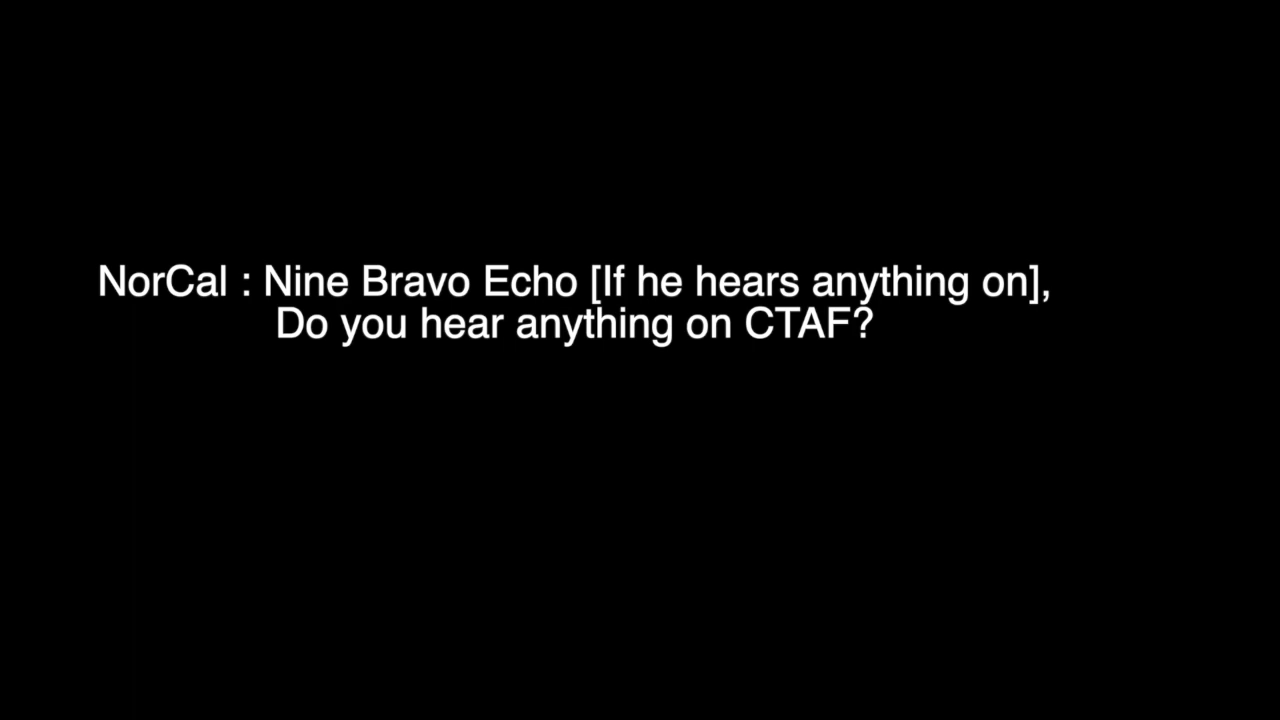 NorCal : Nine Bravo Echo [If he hears anything on],
Do you hear anything on CTAF?